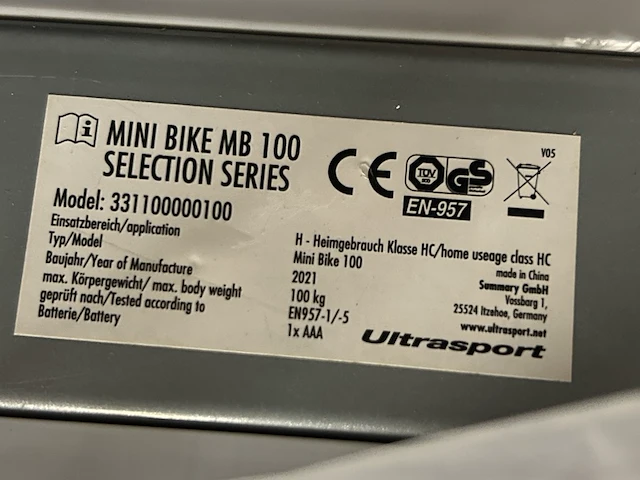 MINI BIKE MB 100
SELECTION SERIES
Model: 331100000100
CE
TÜV
GS
EN-957
V05
Einsatzbereich/application H - Heimgebrauch Klasse HC/home useage class HC
Typ/Model Mini Bike 100
Baujahr/Year of Manufacture 2021
max. Körpergewicht/ max. body weight 100 kg
geprüft nach/Tested according to EN957-1/-5
Batterie/Battery 1x AAA
made in China
Summary GmbH
Vossbarg 1,
25524 Itzehoe, Germany
www.ultrasport.net
Ultrasport